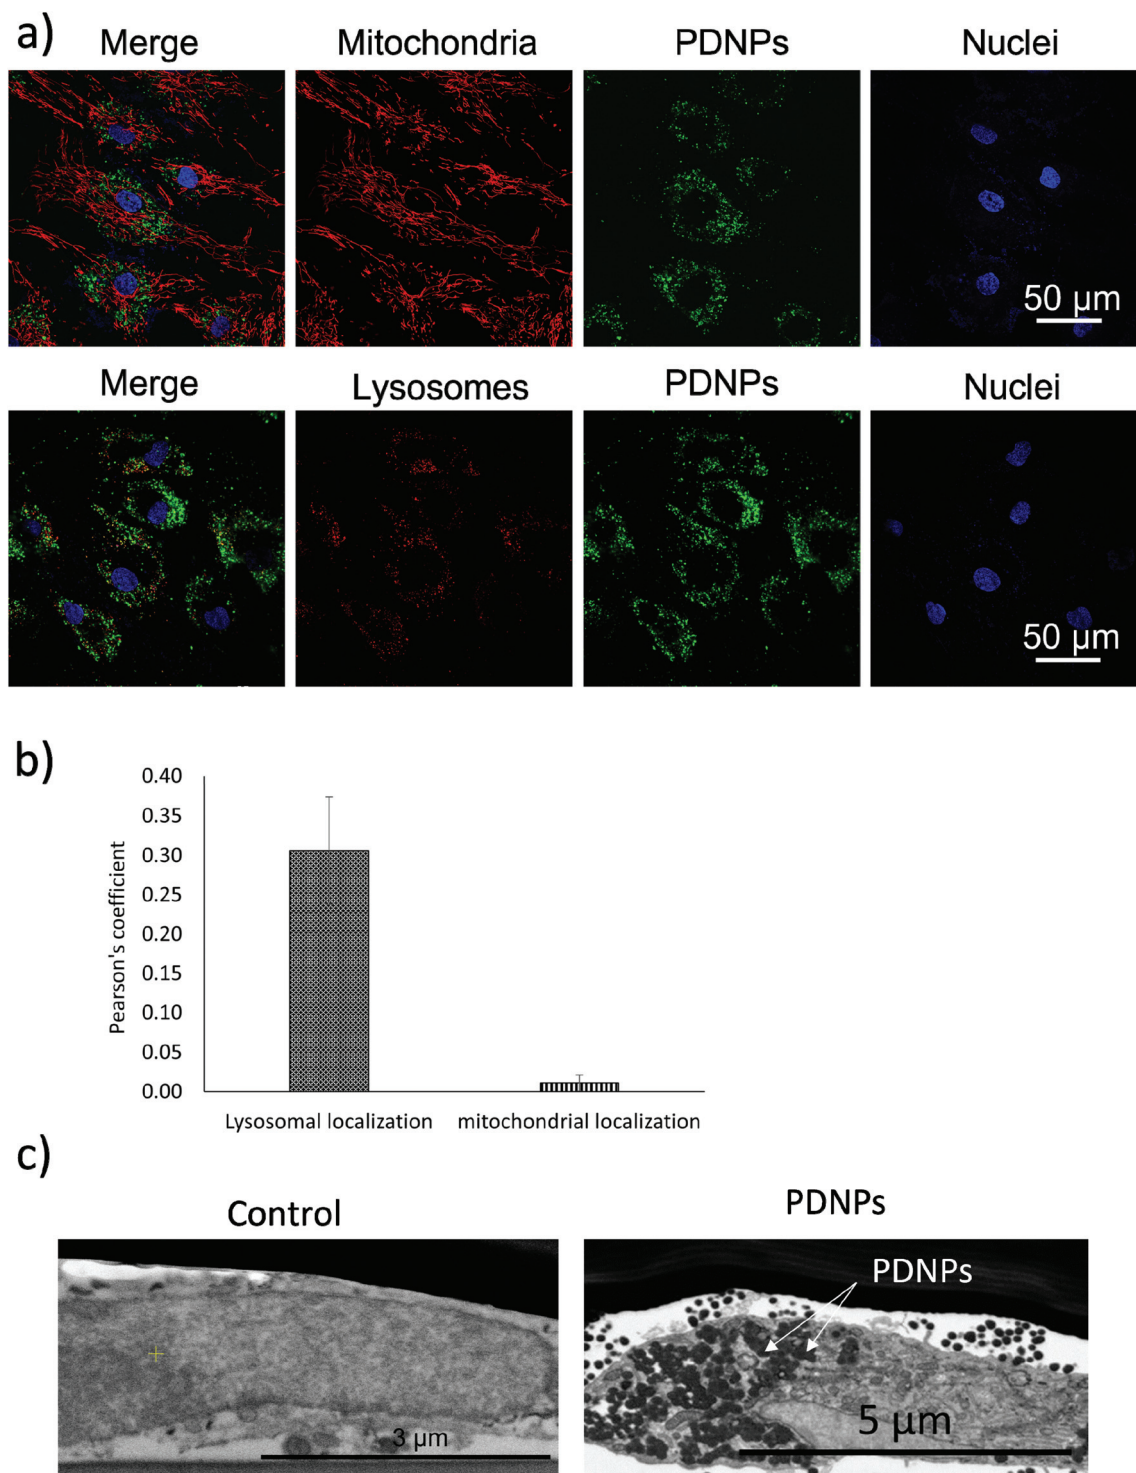 a)
Merge Mitochondria PDNPs Nuclei
50 µm
Merge Lysosomes PDNPs Nuclei
50 µm
b)
0.40
0.35
0.30
0.25
0.20
0.15
0.10
0.05
0.00
Pearson's coefficient
Lysosomal localization mitochondrial localization
c)
Control
PDNPs
PDNPs
3 µm
5 µm